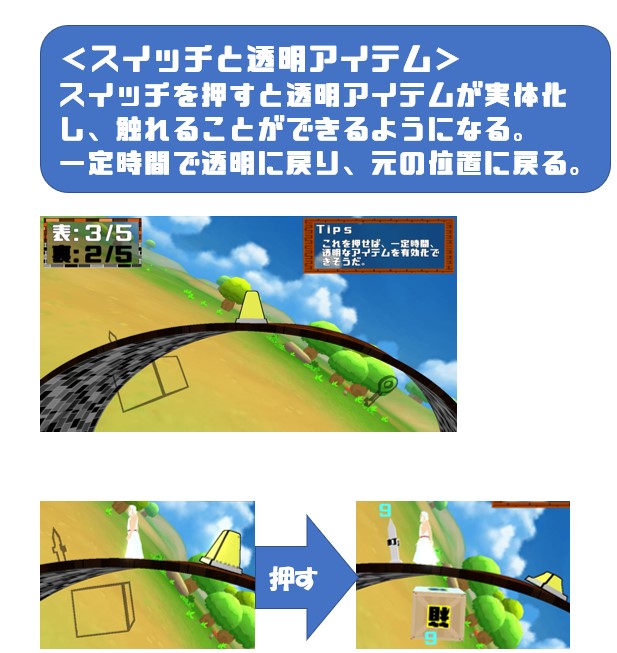 ＜スイッチと透明アイテム＞
スイッチを押すと透明アイテムが実体化
し、触れることができるようになる。
一定時間で透明に戻り、元の位置に戻る。
表:3/5
裏:2/5
Tips
これを押せば、一定時間、
透明なアイテムを有効化で
きそうだ。
押す
9
9